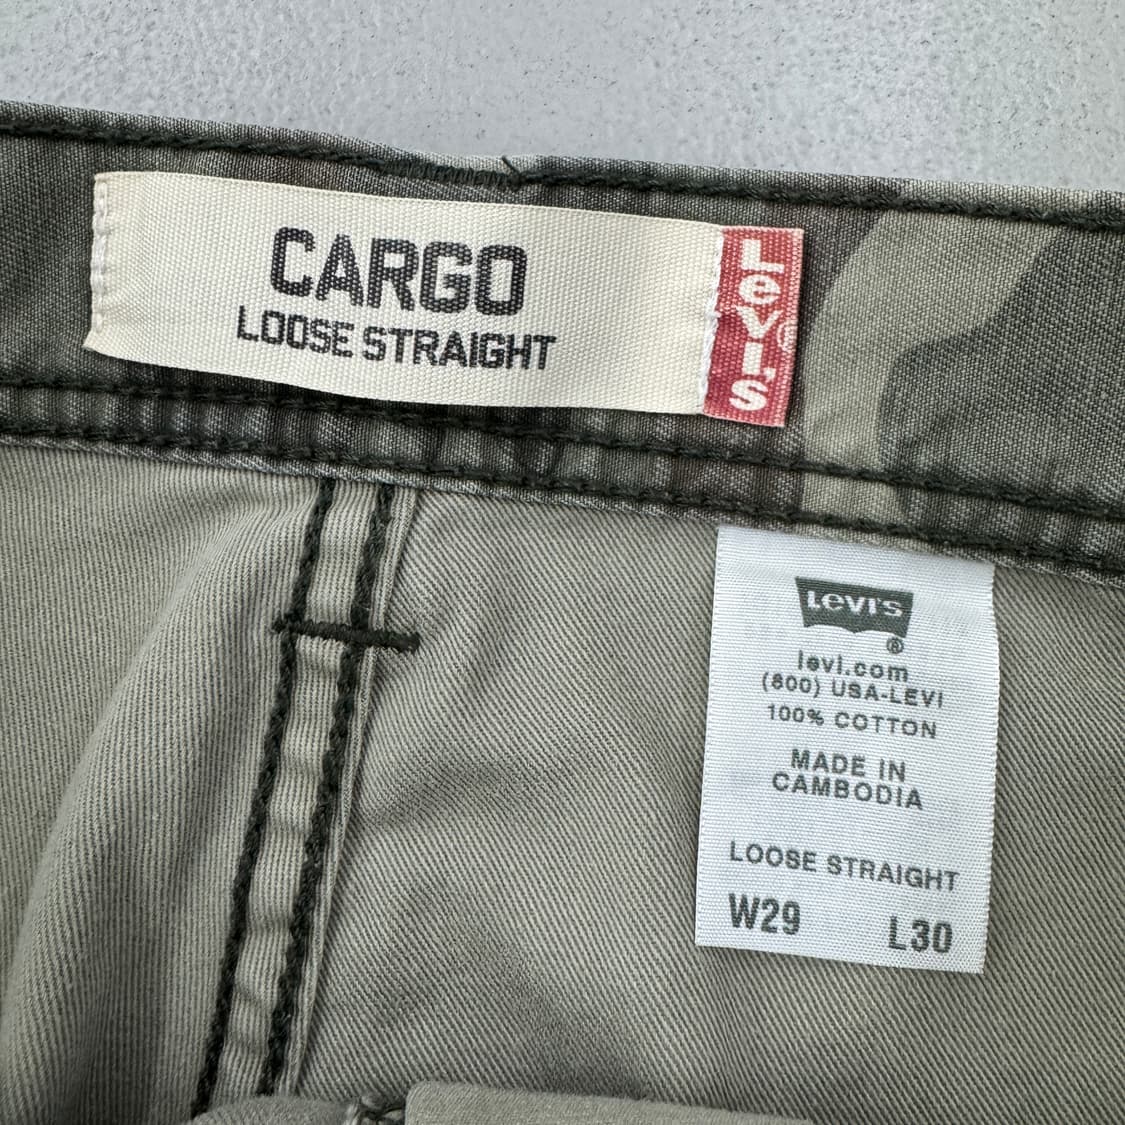 CARGO
LOOSE STRAIGHT
Levi's®
Levi's
®
levi.com
(800) USA-LEVI
100% COTTON
MADE IN
CAMBODIA
LOOSE STRAIGHT
W29 L30